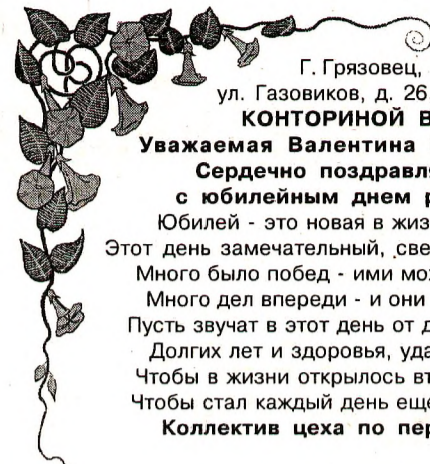 Г. Грязовец,
ул. Газовиков, д. 26
КОНТОРИНОЙ В
Уважаемая Валентина
Сердечно поздравл
с юбилейным днем
Юбилей - это новая в жиз
Этот день замечательный, све
Много было побед - ими мо
Много дел впереди - и они
Пусть звучат в этот день от д
Долгих лет и здоровья, уда
Чтобы в жизни открылось вт
Чтобы стал каждый день еще
Коллектив цеха по пер